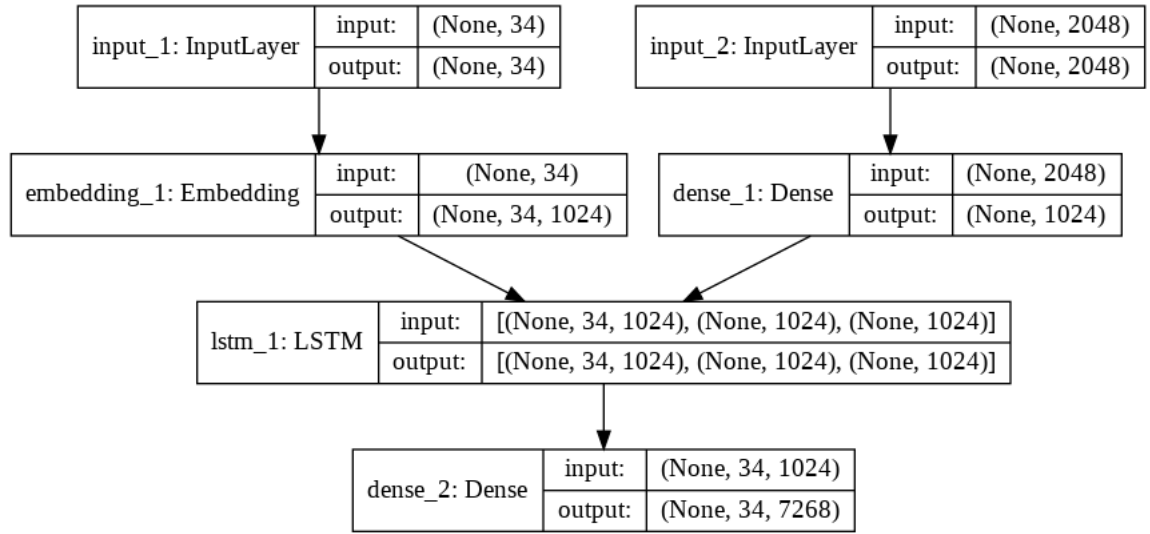 input_1: InputLayer
input: (None, 34)
output: (None, 34)
input_2: InputLayer
input: (None, 2048)
output: (None, 2048)
embedding_1: Embedding
input: (None, 34)
output: (None, 34, 1024)
dense_1: Dense
input: (None, 2048)
output: (None, 1024)
lstm_1: LSTM
input: [(None, 34, 1024), (None, 1024), (None, 1024)]
output: [(None, 34, 1024), (None, 1024), (None, 1024)]
dense_2: Dense
input: (None, 34, 1024)
output: (None, 34, 7268)